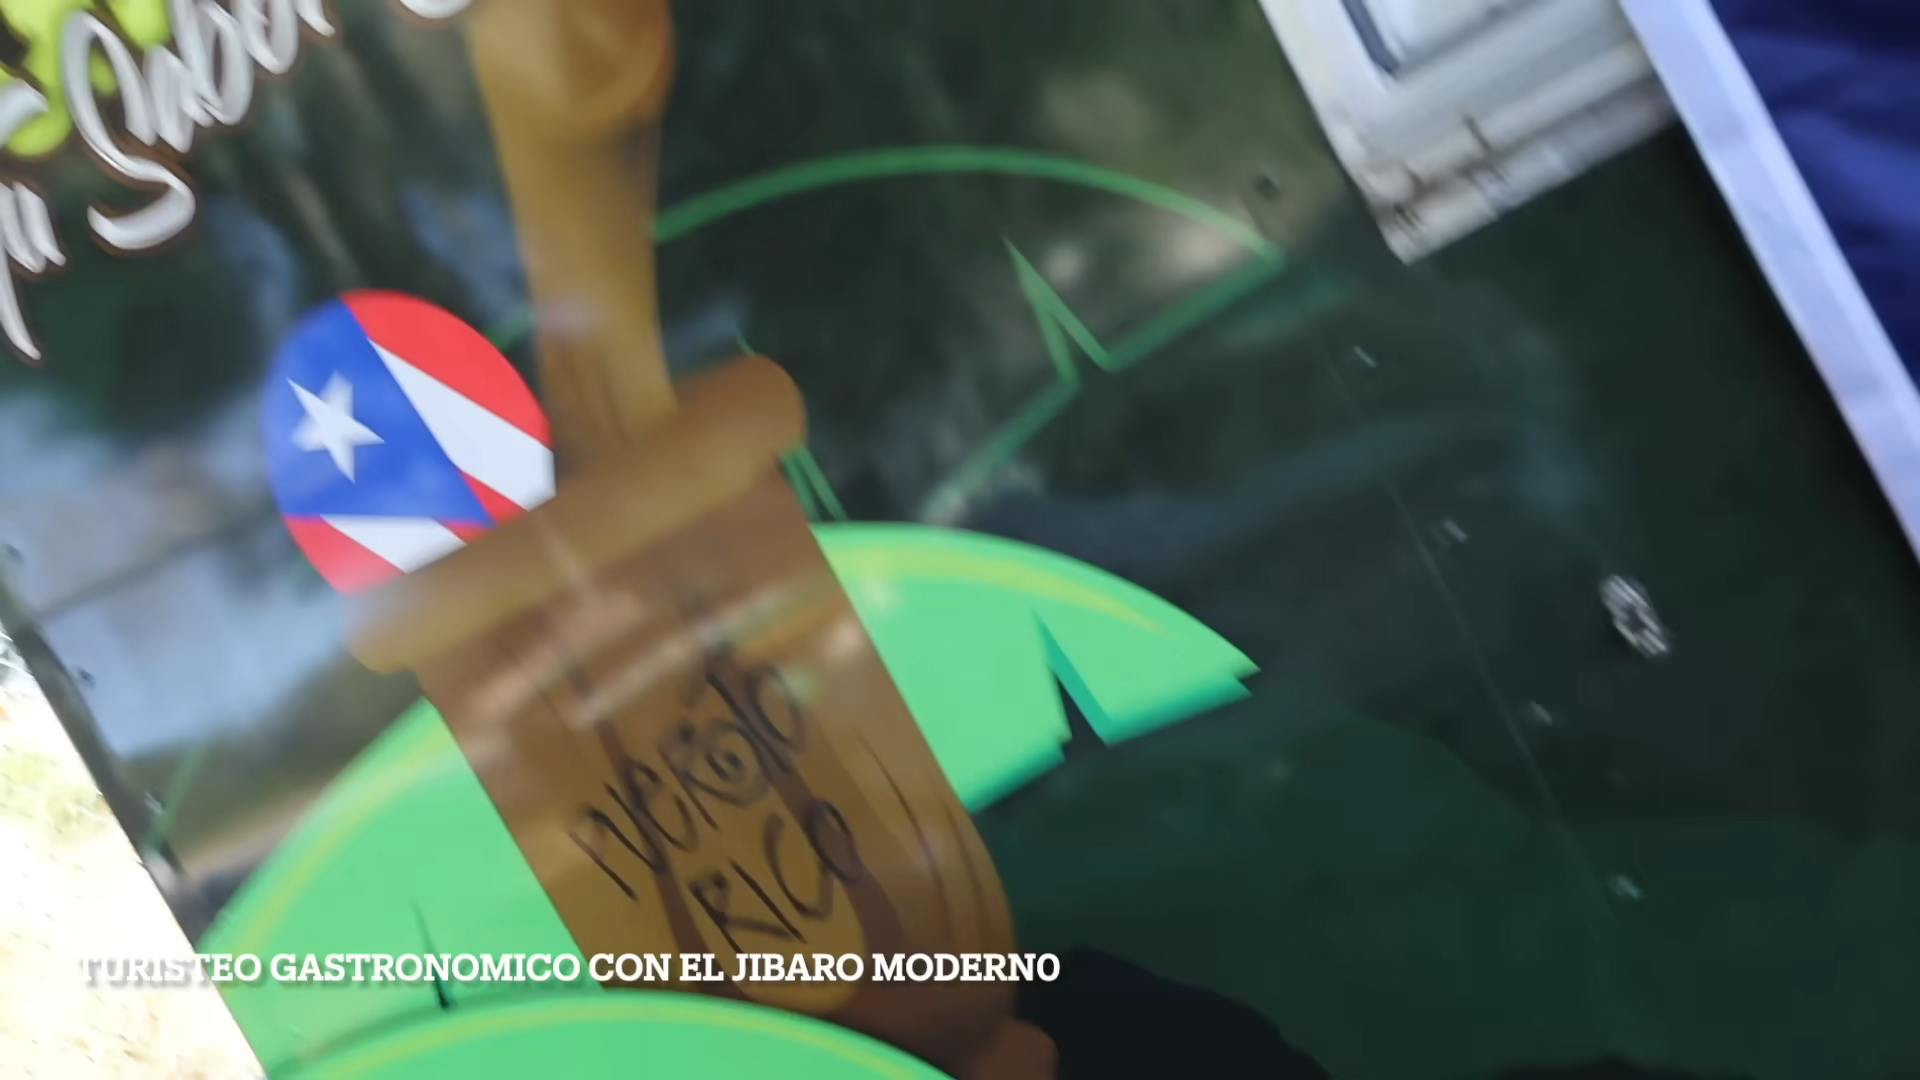 Sabor
PUERTO
RICO
TURISTEO GASTRONOMICO CON EL JIBARO MODERNO